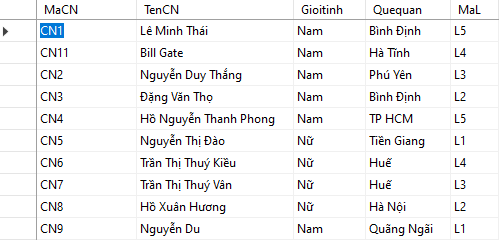 MaCN TenCN Gioitinh Quequan MaL
CN1 Lê Minh Thái Nam Bình Định L5
CN11 Bill Gate Nam Hà Tĩnh L4
CN2 Nguyễn Duy Thắng Nam Phú Yên L3
CN3 Đặng Văn Thọ Nam Bình Định L2
CN4 Hồ Nguyễn Thanh Phong Nam TP HCM L5
CN5 Nguyễn Thị Đào Nữ Tiền Giang L1
CN6 Trần Thị Thuý Kiều Nữ Huế L4
CN7 Trần Thị Thuý Vân Nữ Huế L3
CN8 Hồ Xuân Hương Nữ Hà Nội L2
CN9 Nguyễn Du Nam Quãng Ngãi L1